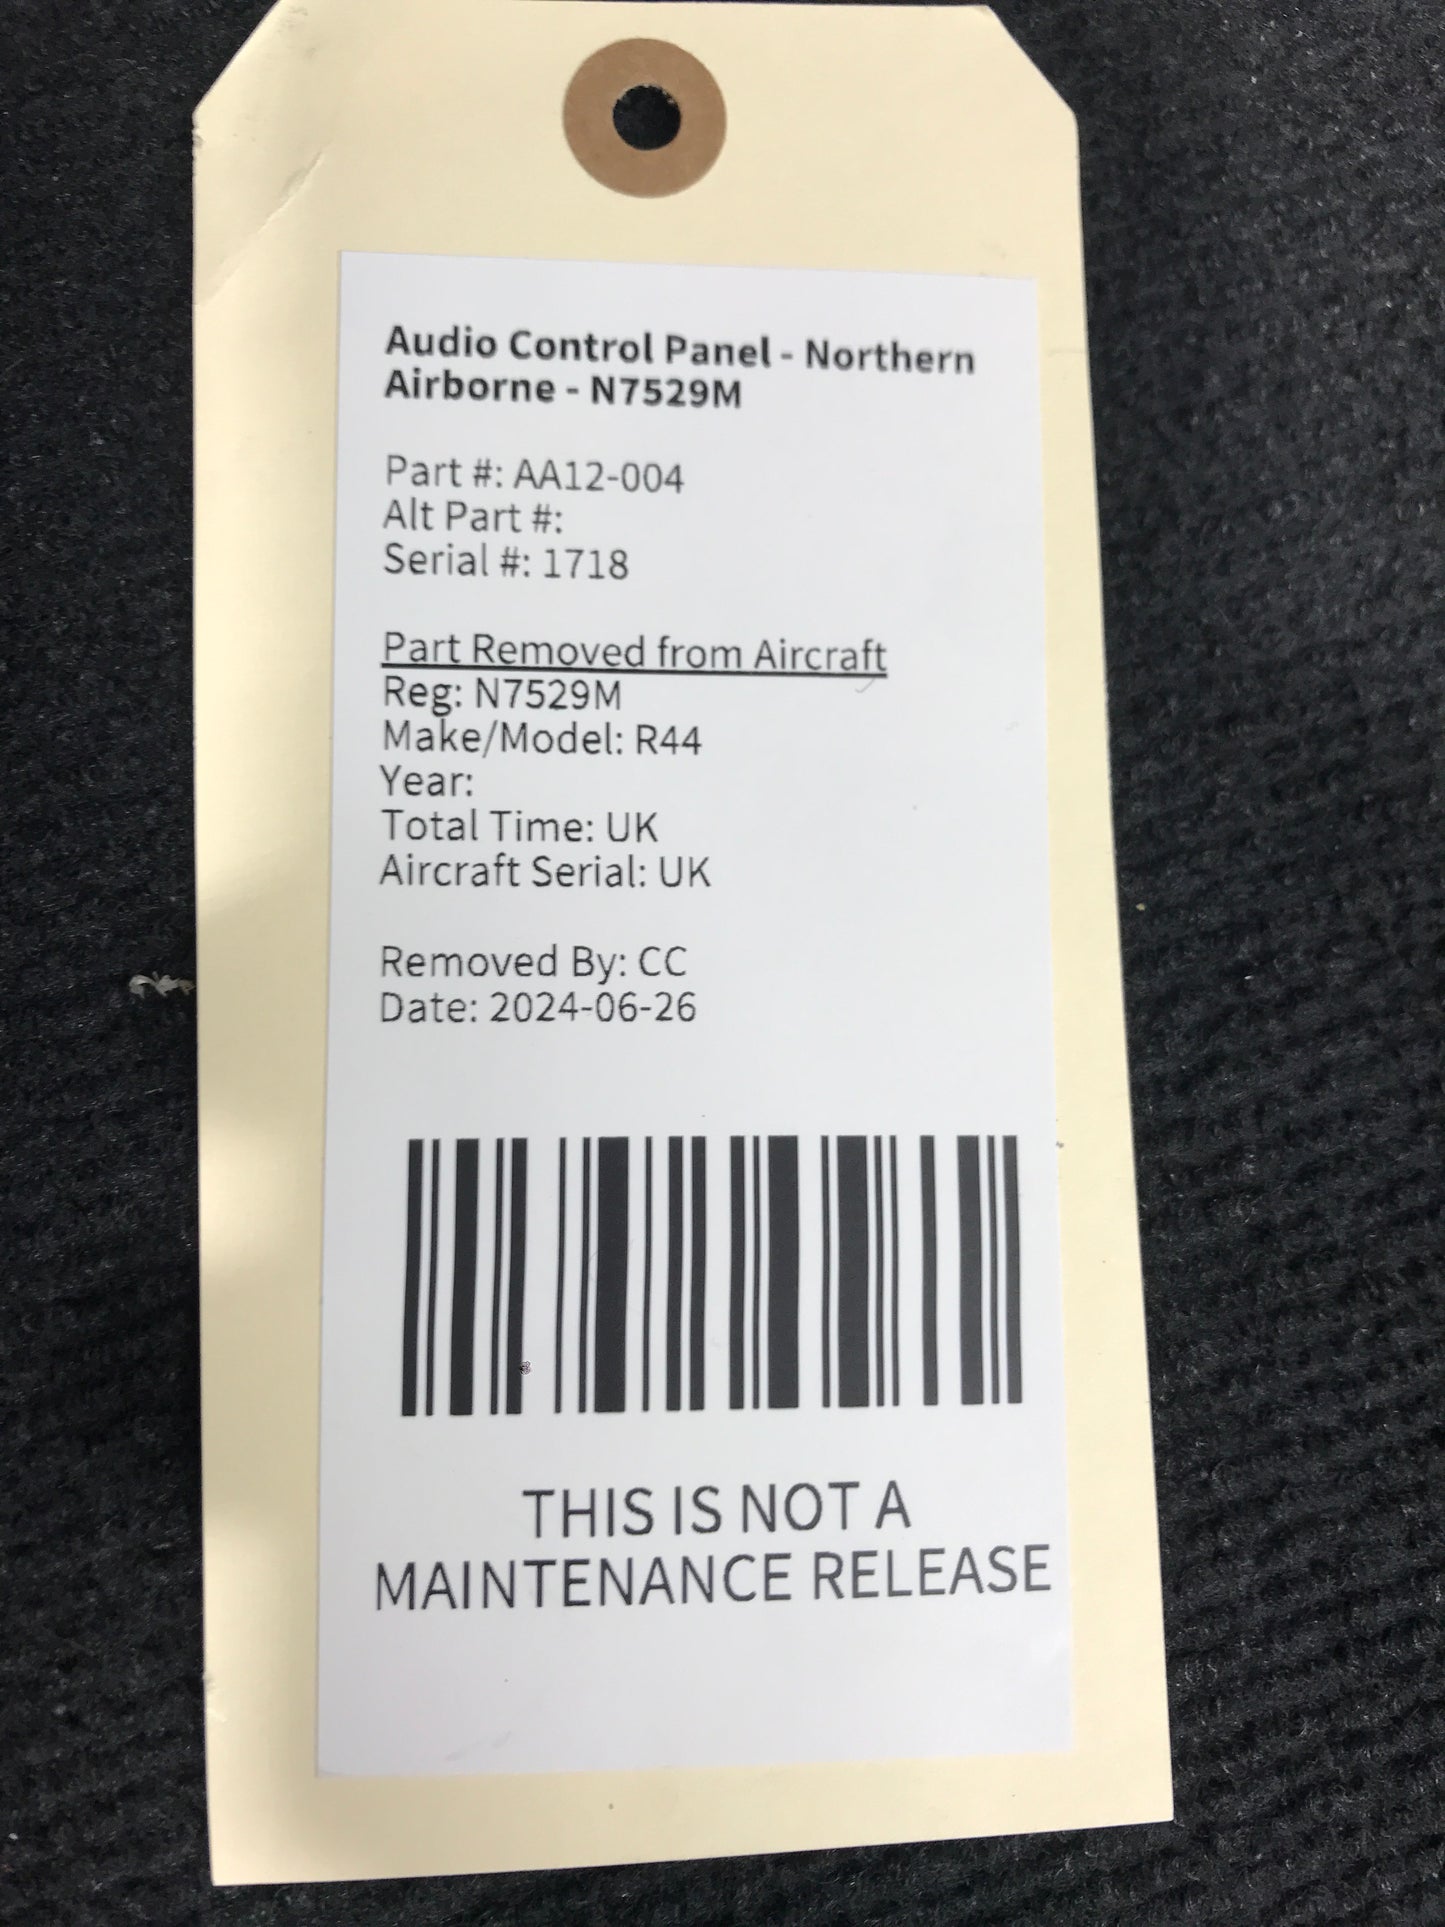 Audio Control Panel - Northern
Airborne - N7529M
Part #: AA12-004
Alt Part #:
Serial #: 1718
Part Removed from Aircraft
Reg: N7529M
Make/Model: R44
Year:
Total Time: UK
Aircraft Serial: UK
Removed By: CC
Date: 2024-06-26
THIS IS NOT A
MAINTENANCE RELEASE